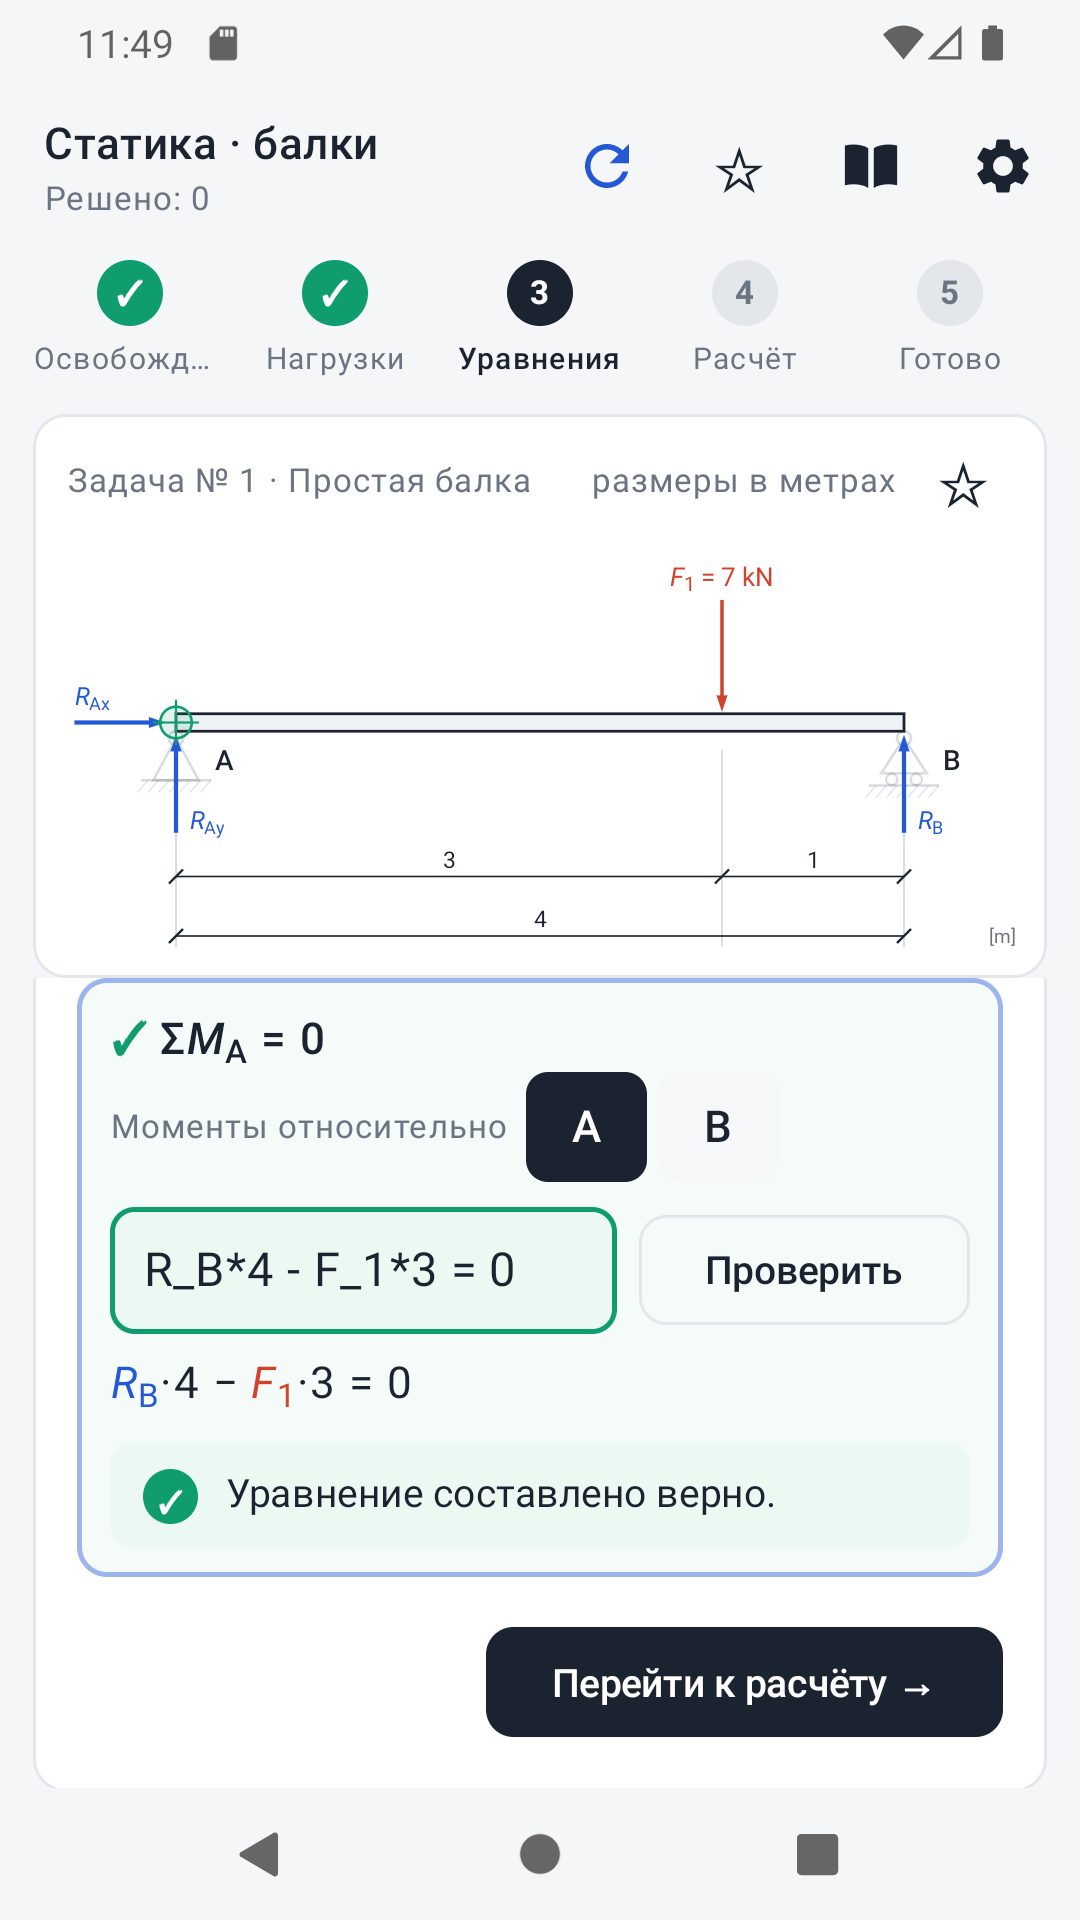 11:49
Статика · балки
Решено: 0
3
4
5
Освобожд...
Нагрузки
Уравнения
Расчёт
Готово
Задача № 1 · Простая балка
размеры в метрах
F1 = 7 kN
RAx
A
B
RAy
RB
3
1
4
[m]
ΣMA = 0
Моменты относительно
A
B
R_B*4 - F_1*3 = 0
Проверить
RB·4 − F1·3 = 0
Уравнение составлено верно.
Перейти к расчёту →